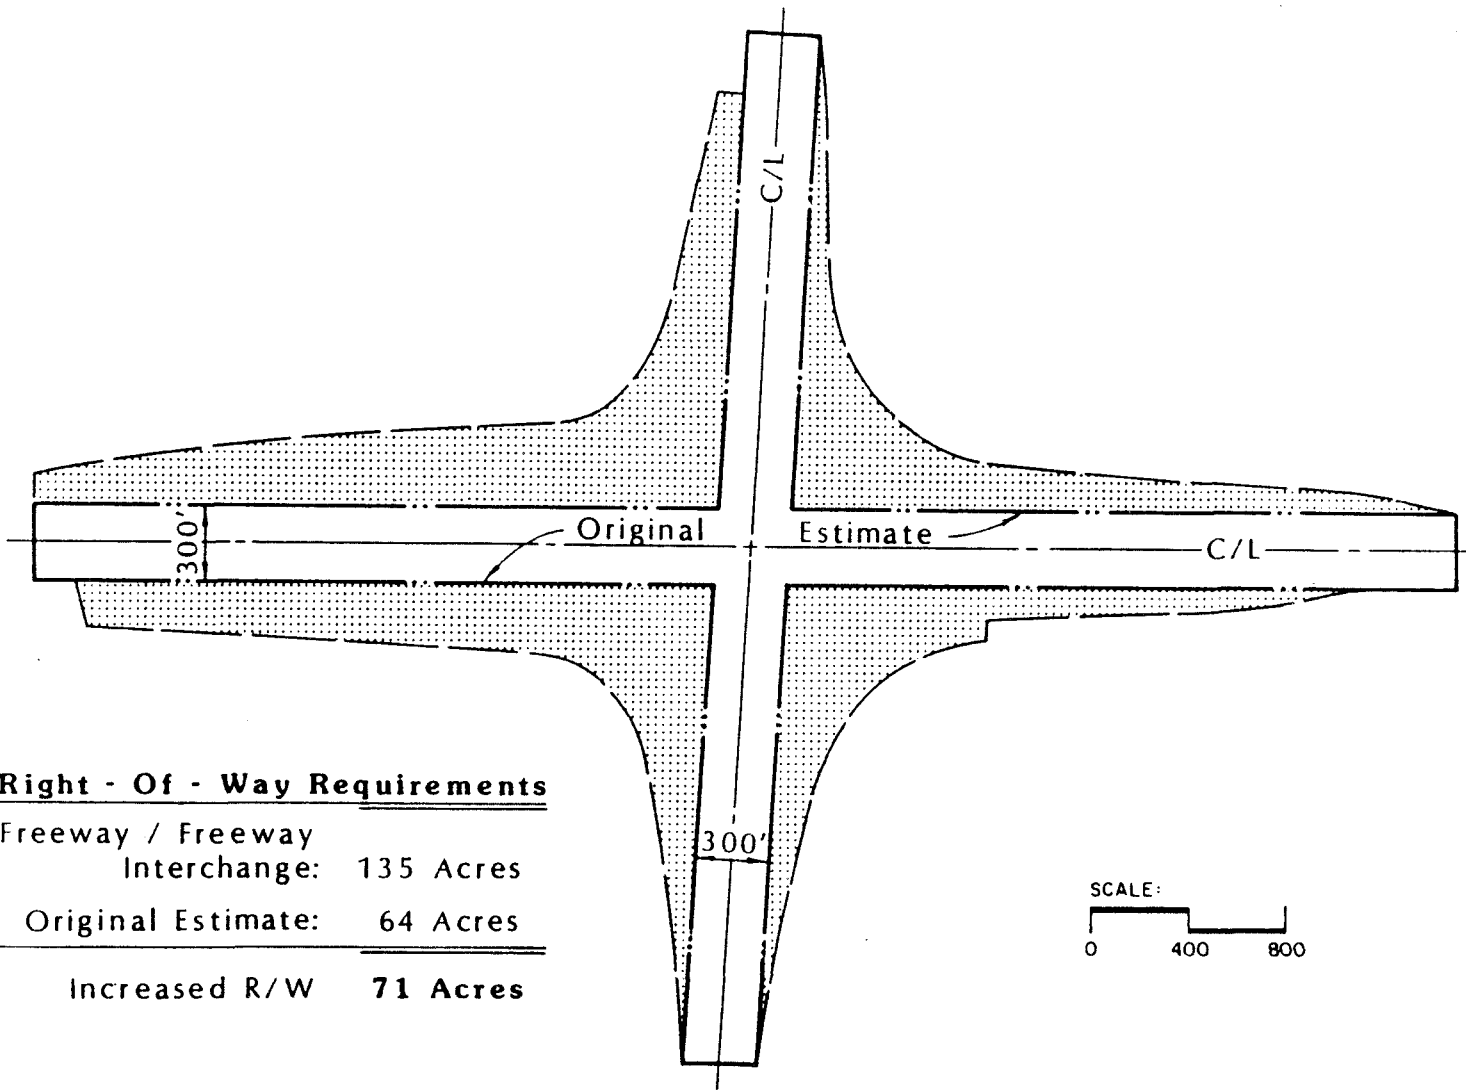 C/L
Original Estimate
300'
C/L
Right - Of - Way Requirements
Freeway / Freeway
Interchange: 135 Acres
Original Estimate: 64 Acres
Increased R/W 71 Acres
300'
SCALE:
0 400 800